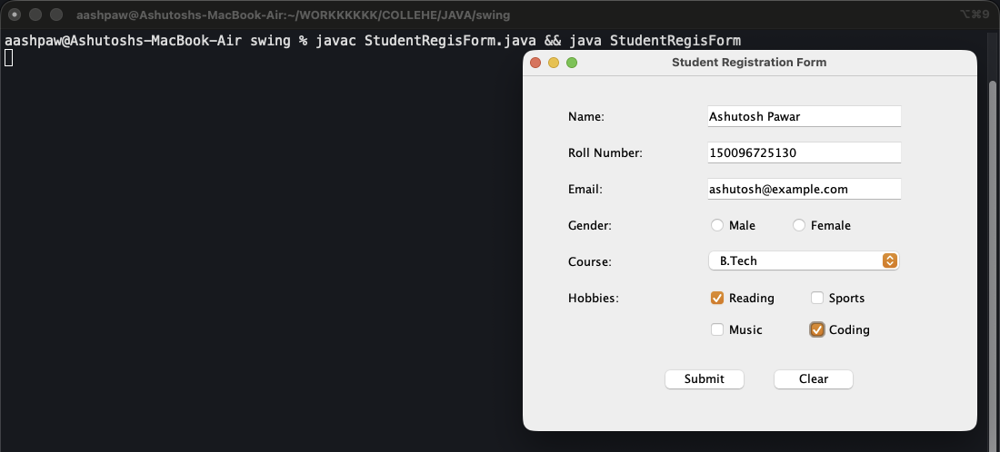 aashpaw@Ashutoshs-MacBook-Air:~/WORKKKKKK/COLLEHE/JAVA/swing
⌥⌘9
aashpaw@Ashutoshs-MacBook-Air swing % javac StudentRegisForm.java && java StudentRegisForm
Student Registration Form
Name: Ashutosh Pawar
Roll Number: 150096725130
Email: ashutosh@example.com
Gender: Male Female
Course: B.Tech
Hobbies: Reading Sports
Music Coding
Submit Clear